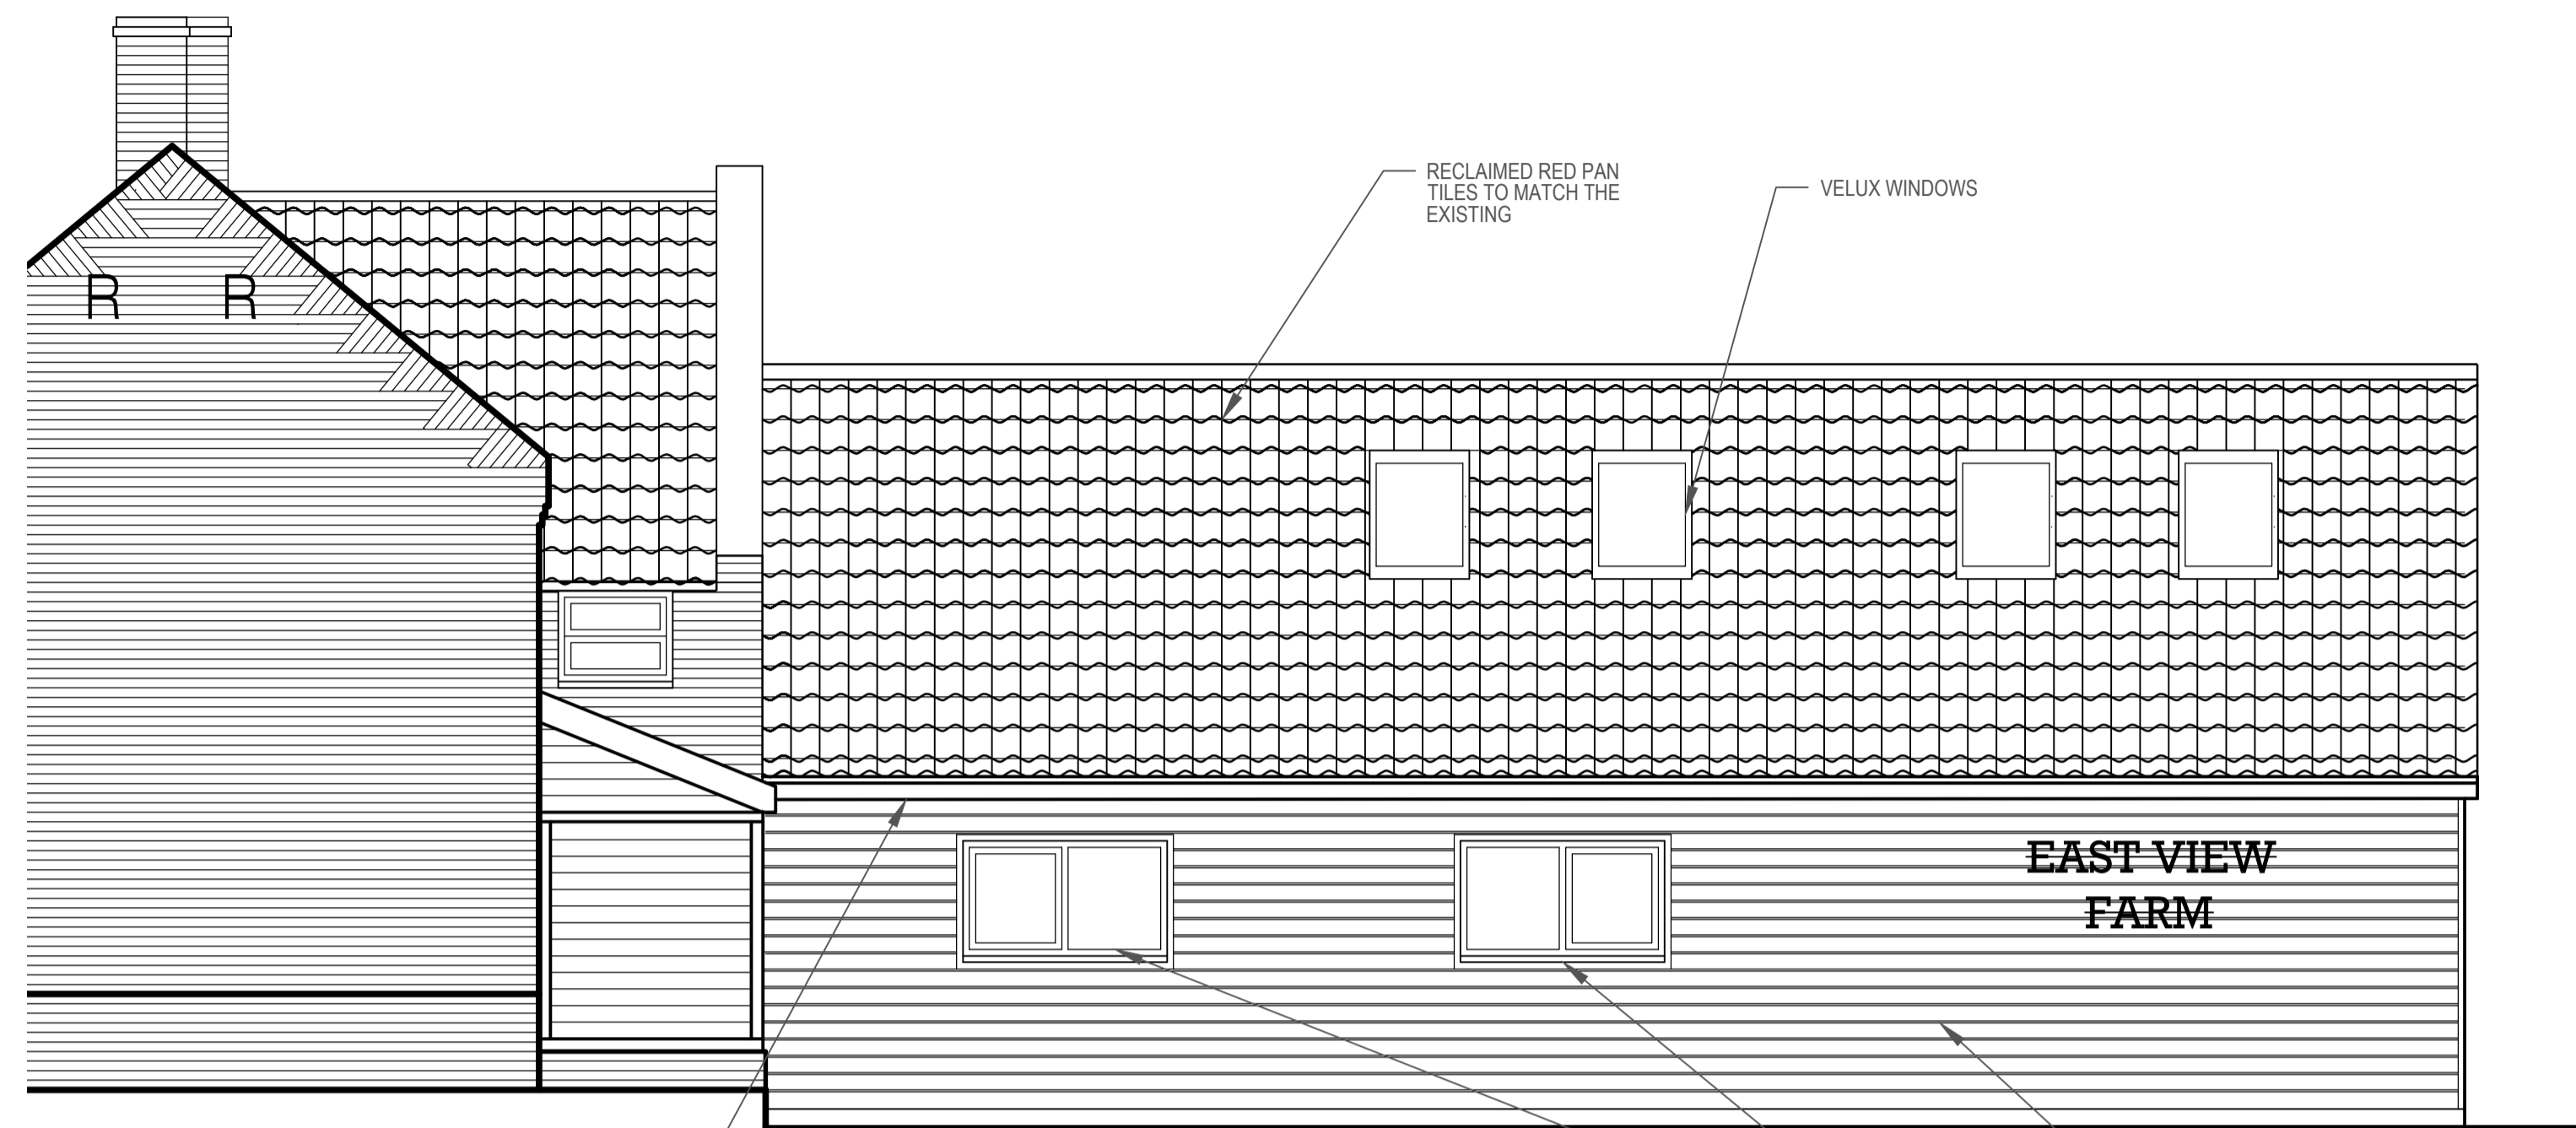 RECLAIMED RED PAN
TILES TO MATCH THE
EXISTING
VELUX WINDOWS
R R
EAST VIEW
FARM